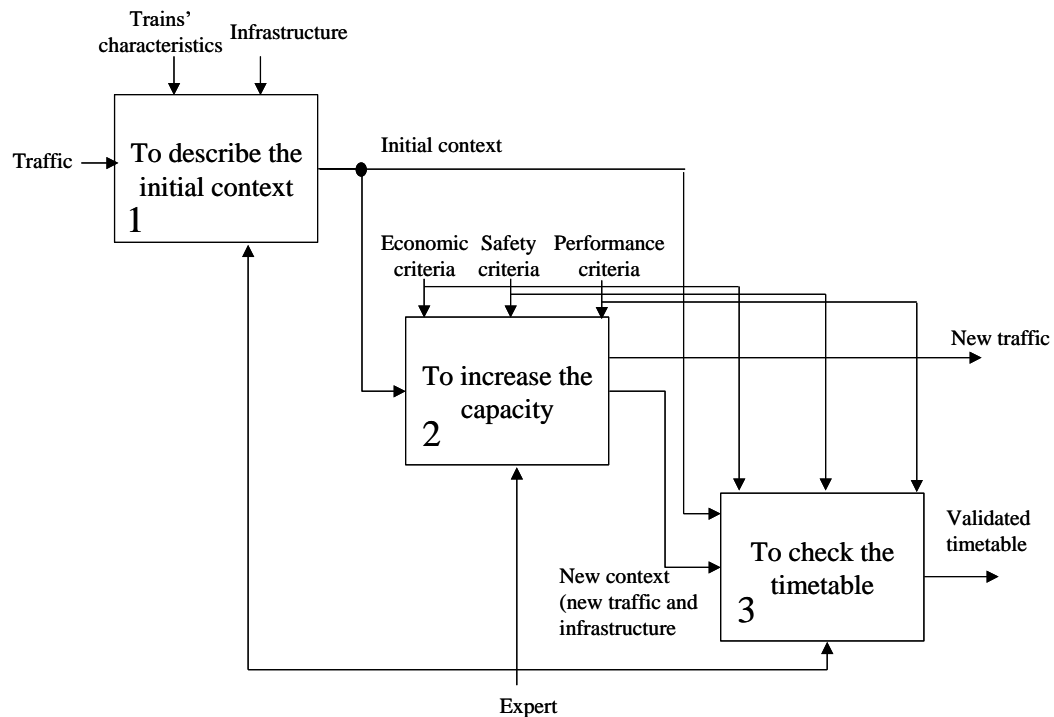 Trains’
characteristics
Infrastructure
Traffic
To describe the
initial context
1
Initial context
Economic
criteria
Safety
criteria
Performance
criteria
New traffic
To increase the
capacity
2
Validated
timetable
To check the
timetable
3
New context
(new traffic and
infrastructure
Expert